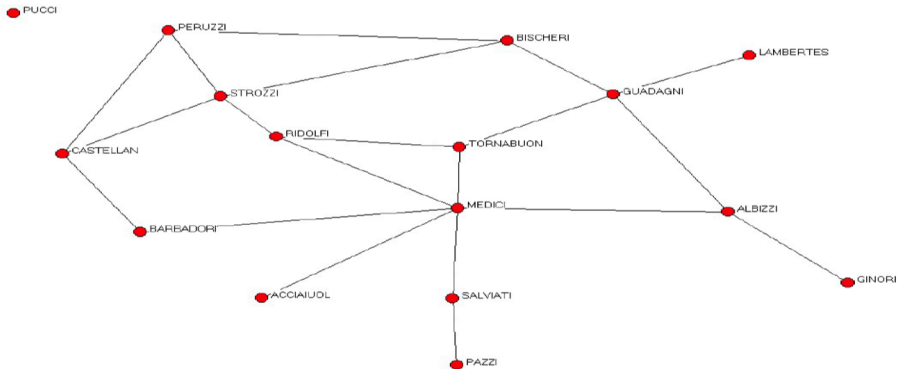 PUCCI
PERUZZI
BISCHERI
LAMBERTES
STROZZI
GUADAGNI
RIDOLFI
TORNABUON
CASTELLAN
MEDICI
ALBIZZI
BARBADORI
GINORI
ACCIAIUOL
SALVIATI
PAZZI